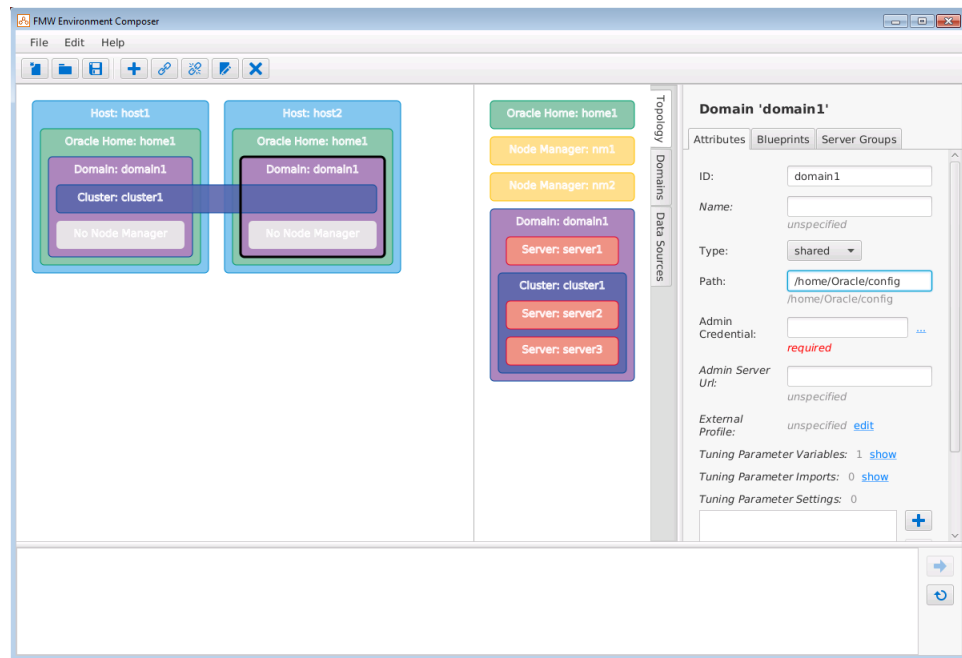 FMW Environment Composer
File Edit Help
Host: host1
Oracle Home: home1
Domain: domain1
Cluster: cluster1
No Node Manager
Host: host2
Oracle Home: home1
Domain: domain1
No Node Manager
Oracle Home: home1
Node Manager: nm1
Node Manager: nm2
Domain: domain1
Server: server1
Cluster: cluster1
Server: server2
Server: server3
Topology
Domains
Data Sources
Domain 'domain1'
Attributes Blueprints Server Groups
ID: domain1
Name:
unspecified
Type: shared
Path: /home/Oracle/config
/home/Oracle/config
Admin
Credential: ...
required
Admin Server
Url:
unspecified
External
Profile: unspecified edit
Tuning Parameter Variables: 1 show
Tuning Parameter Imports: 0 show
Tuning Parameter Settings: 0